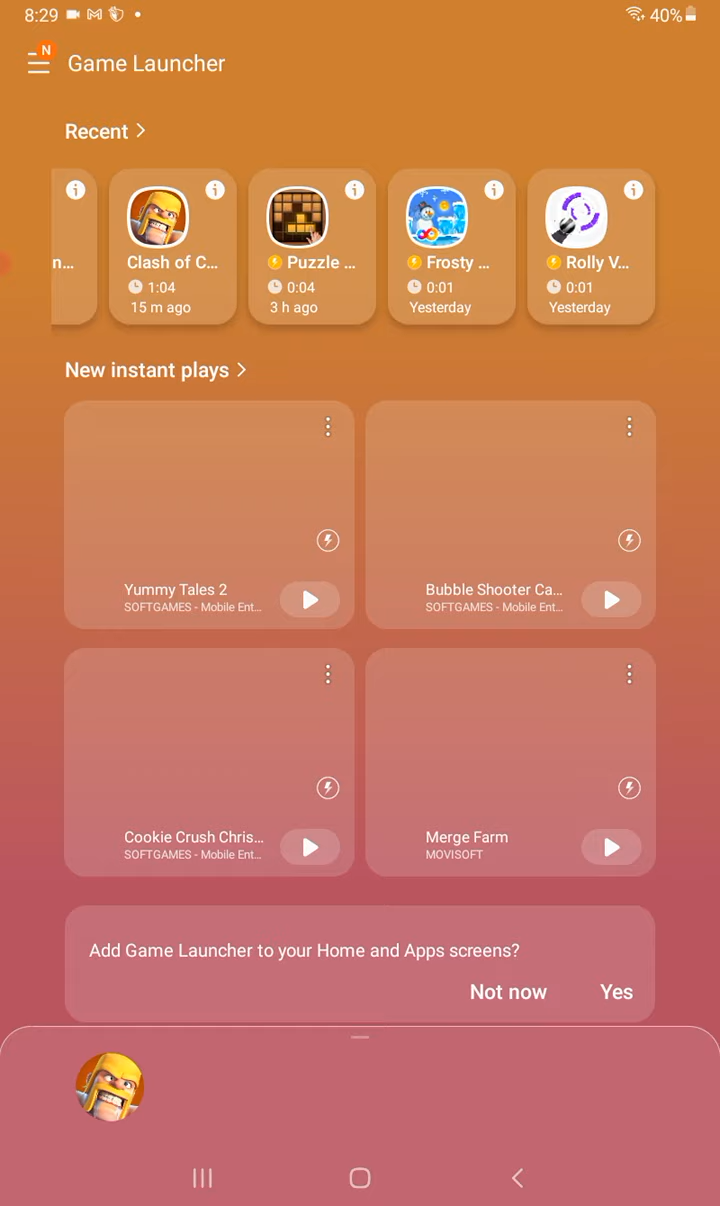 8:29
40%
N
Game Launcher
Recent
n...
Clash of C...
Puzzle ...
Frosty ...
Rolly V...
1:04
0:04
0:01
0:01
15 m ago
3 h ago
Yesterday
Yesterday
New instant plays
Yummy Tales 2
SOFTGAMES - Mobile Ent...
Bubble Shooter Ca...
SOFTGAMES - Mobile Ent...
Cookie Crush Chris...
SOFTGAMES - Mobile Ent...
Merge Farm
MOVISOFT
Add Game Launcher to your Home and Apps screens?
Not now
Yes